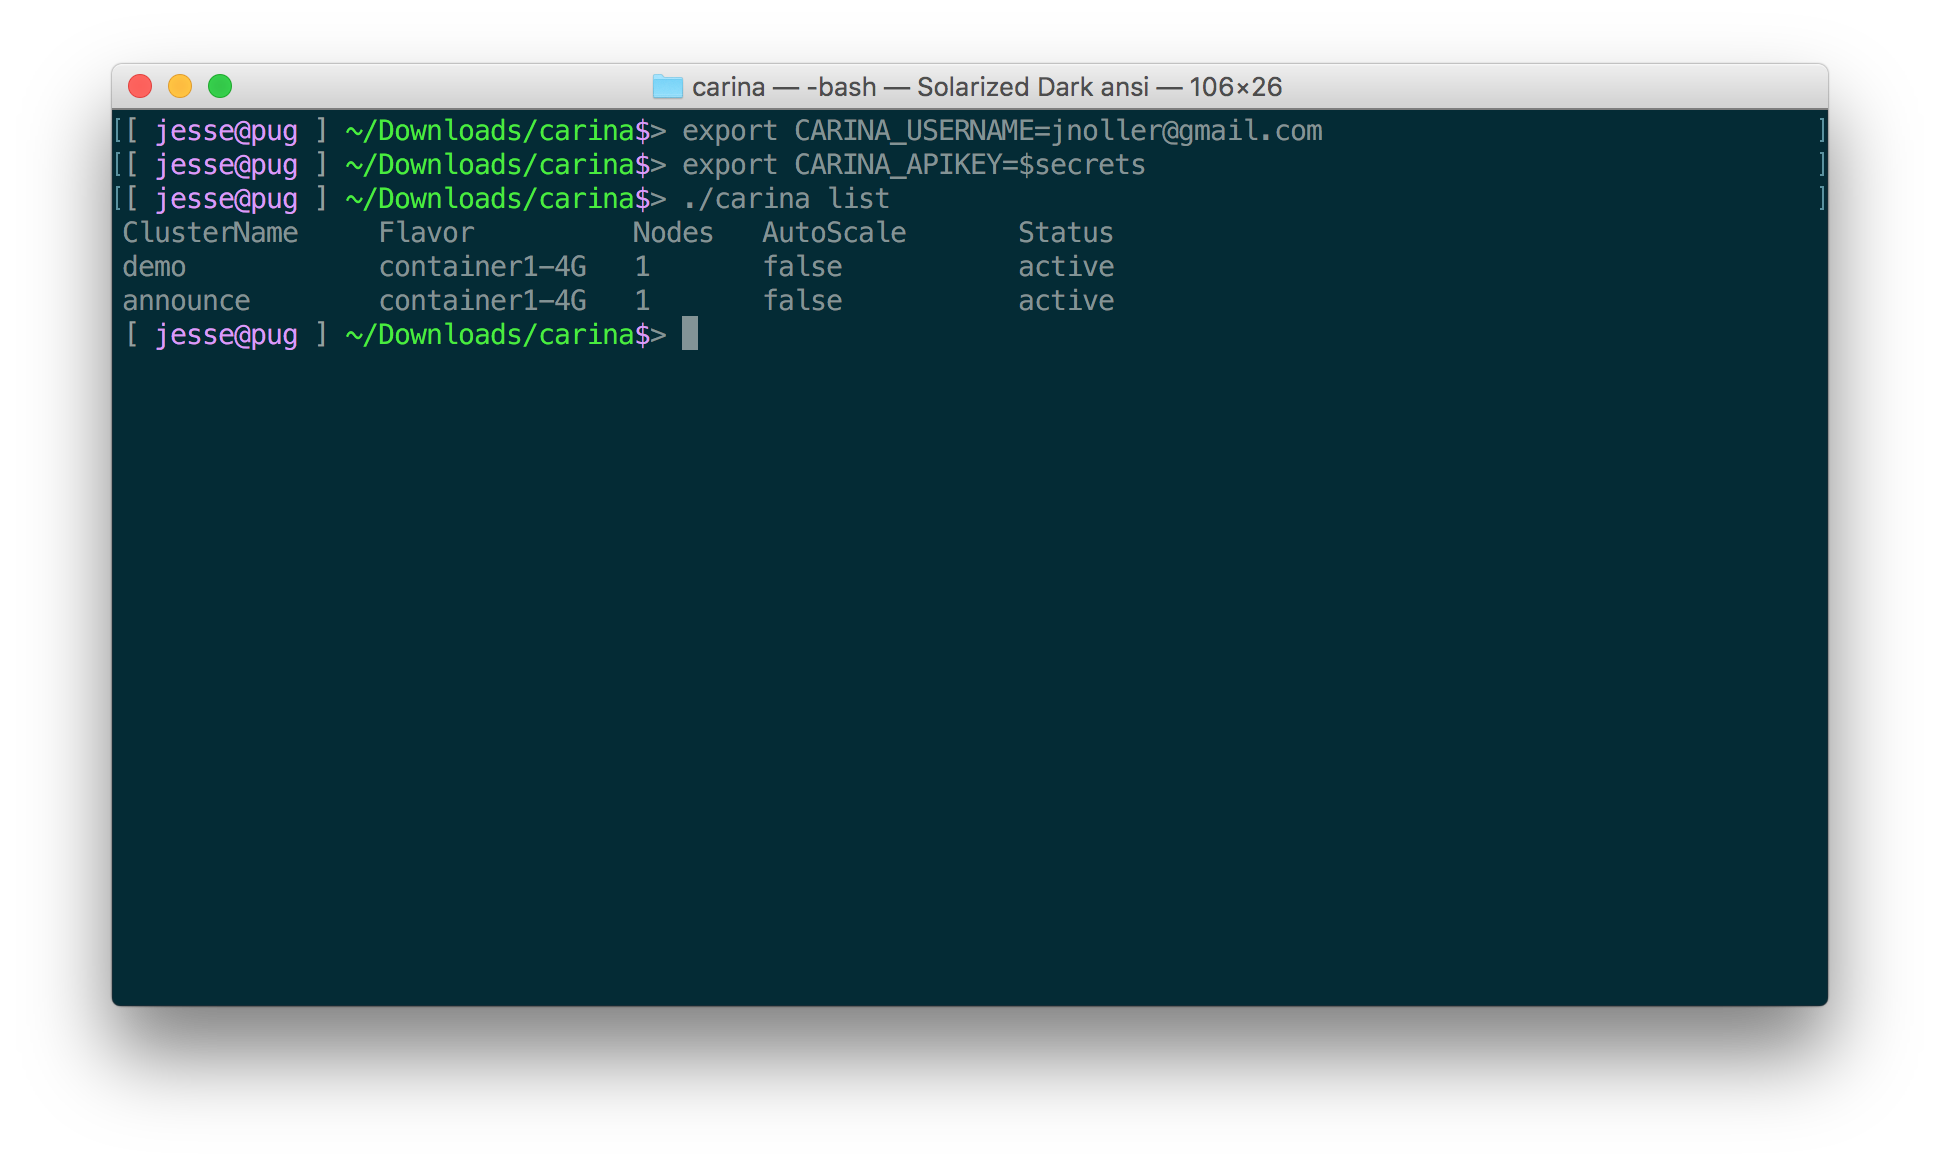 carina — -bash — Solarized Dark ansi — 106×26
[[ jesse@pug ] ~/Downloads/carina$> export CARINA_USERNAME=jnoller@gmail.com ]
[[ jesse@pug ] ~/Downloads/carina$> export CARINA_APIKEY=$secrets ]
[[ jesse@pug ] ~/Downloads/carina$> ./carina list ]
ClusterName     Flavor          Nodes   AutoScale       Status
demo            container1-4G   1       false           active
announce        container1-4G   1       false           active
[ jesse@pug ] ~/Downloads/carina$>